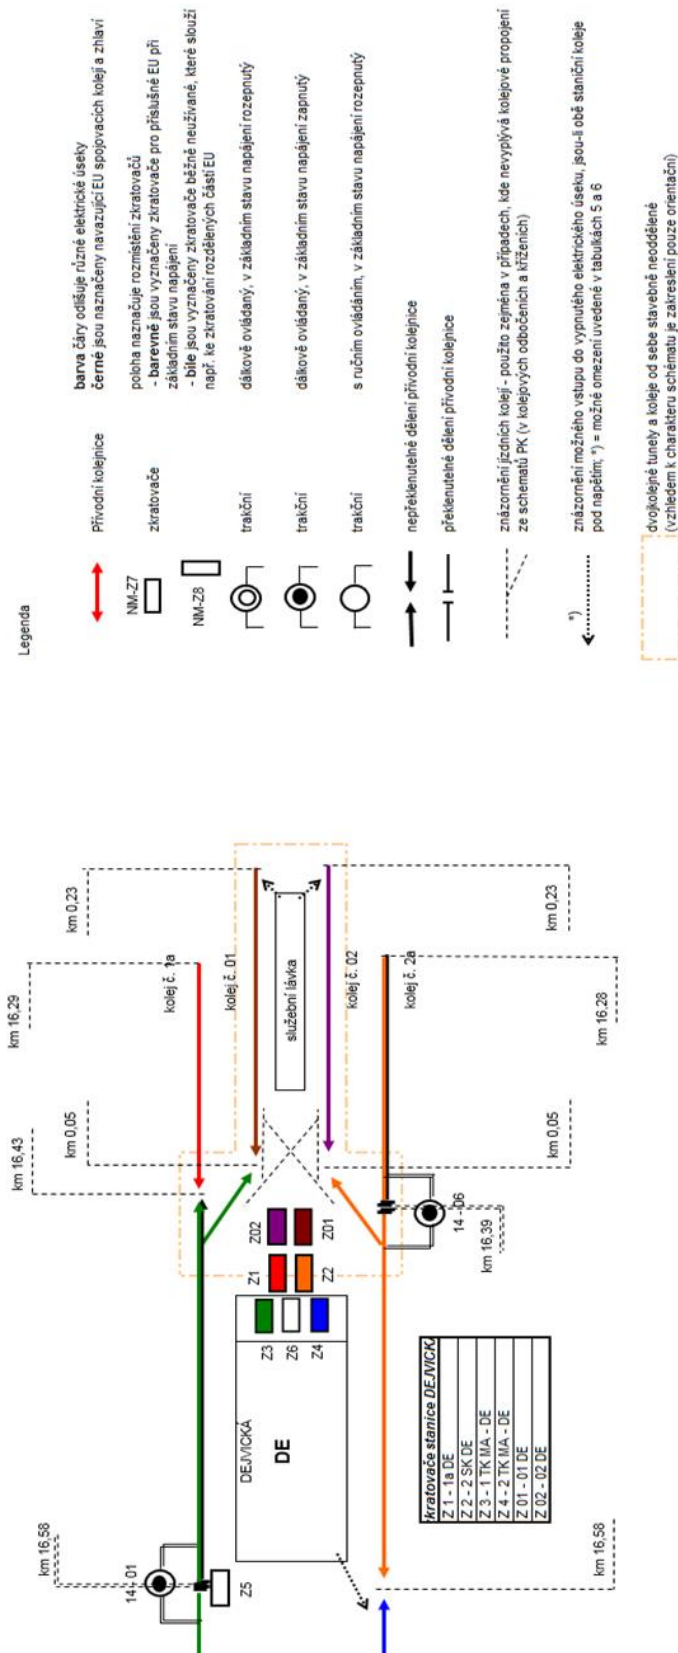 km 16,58
14 - 01
Z5
km 16,43
km 16,29
km 0,05
km 0,23
kolej č. 1a
kolej č. 01
DEJVICKÁ
DE
Z3
Z6
Z4
Z1
Z2
Z02
Z01
služební lávka
kolej č. 02
kolej č. 2a
14 - 06
km 16,39
km 0,05
km 0,23
km 16,28
km 16,58
zkratovače stanice DEJVICKÁ
Z 1 - 1a DE
Z 2 - 2 SK DE
Z 3 - 1 TK MA - DE
Z 4 - 2 TK MA - DE
Z 01 - 01 DE
Z 02 - 02 DE
Legenda
Přívodní kolejnice
barva čáry odlišuje různé elektrické úseky
černě jsou naznačeny navazující EU spojovacích kolejí a zhlaví
NM-Z7
NM-Z8
zkratovače
poloha naznačuje rozmístění zkratovačů
- barevně jsou vyznačeny zkratovače pro příslušné EU při
základním stavu napájení
- bíle jsou vyznačeny zkratovače běžně neužívané, které slouží
např. ke zkratování rozdělených částí EU
trakční
dálkově ovládaný, v základním stavu napájení rozepnutý
trakční
dálkově ovládaný, v základním stavu napájení zapnutý
trakční
s ručním ovládáním, v základním stavu napájení rozepnutý
nepřeklenutelné dělení přívodní kolejnice
překlenutelné dělení přívodní kolejnice
znázornění jízdních kolejí - použito zejména v případech, kde nevyplývá kolejové propojení
ze schematů PK (v kolejových odbočeních a kříženích)
*)
znázornění možného vstupu do vypnutého elektrického úseku, jsou-li obě staniční koleje
pod napětím; *) = možné omezení uvedené v tabulkách 5 a 6
dvojkolejné tunely a koleje od sebe stavebně neoddělené
(vzhledem k charakteru schématu je zakreslení pouze orientační)